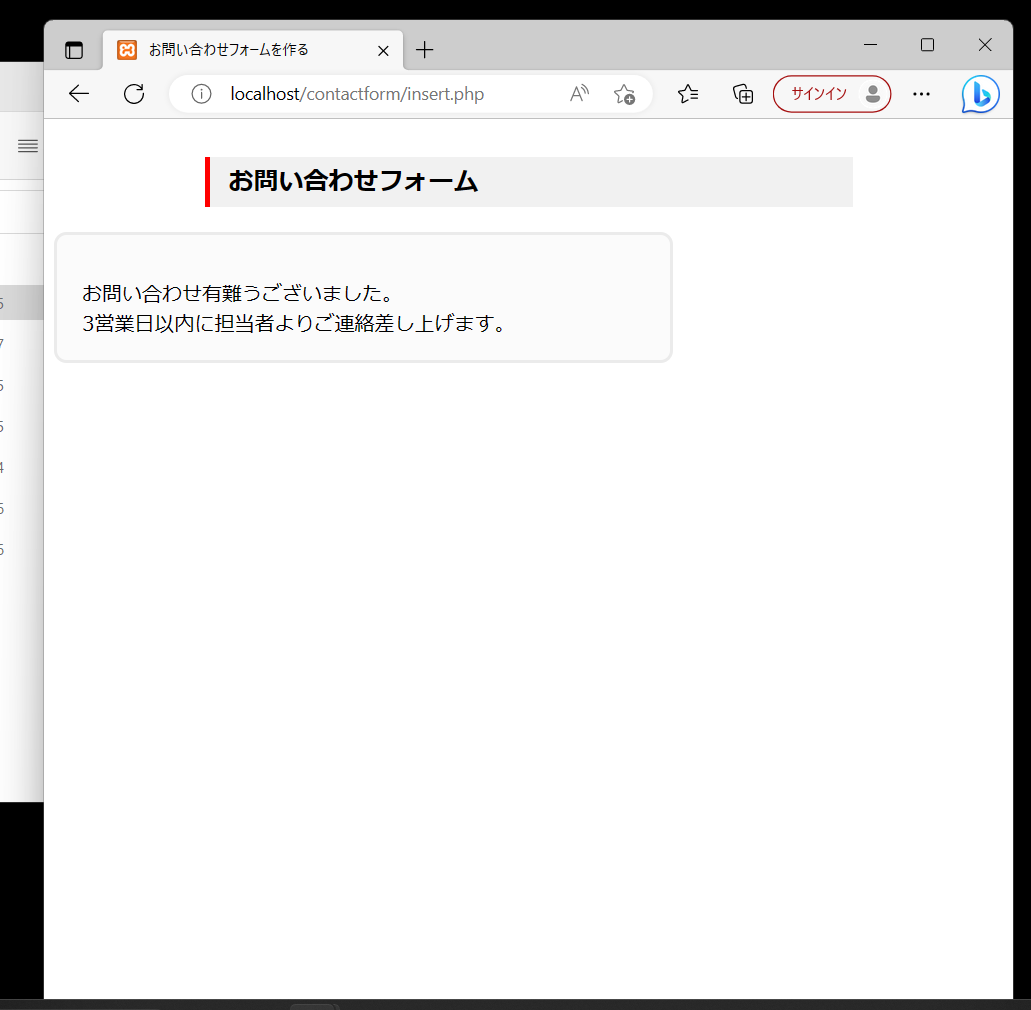 お問い合わせフォームを作る
localhost/contactform/insert.php
サインイン
お問い合わせフォーム
お問い合わせ有難うございました。
3営業日以内に担当者よりご連絡差し上げます。